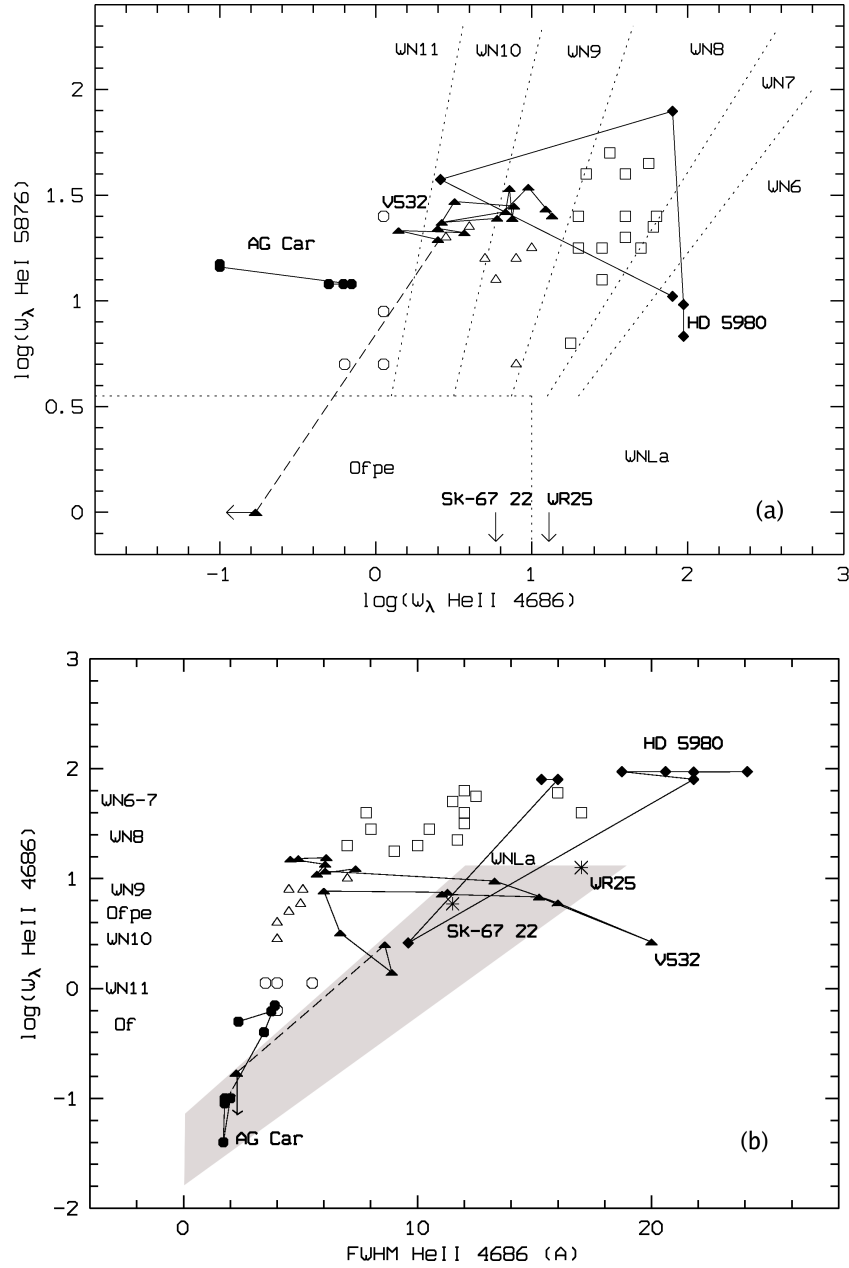 WN11 WN10 WN9 WN8
2
WN7
log(Wλ HeI 5876)
1.5
V532
WN6
AG Car
1
HD 5980
0.5
Ofpe
WNLa
SK-67 22 WR25
(a)
0
-1 0 1 2 3
log(Wλ HeII 4686)
3
HD 5980
2
WN6-7
WN8
log(Wλ HeII 4686)
WNLa
1
WN9
WR25
Ofpe
SK-67 22
WN10
V532
0
WN11
Of
-1
AG Car
(b)
-2
0 10 20
FWHM HeII 4686 (A)